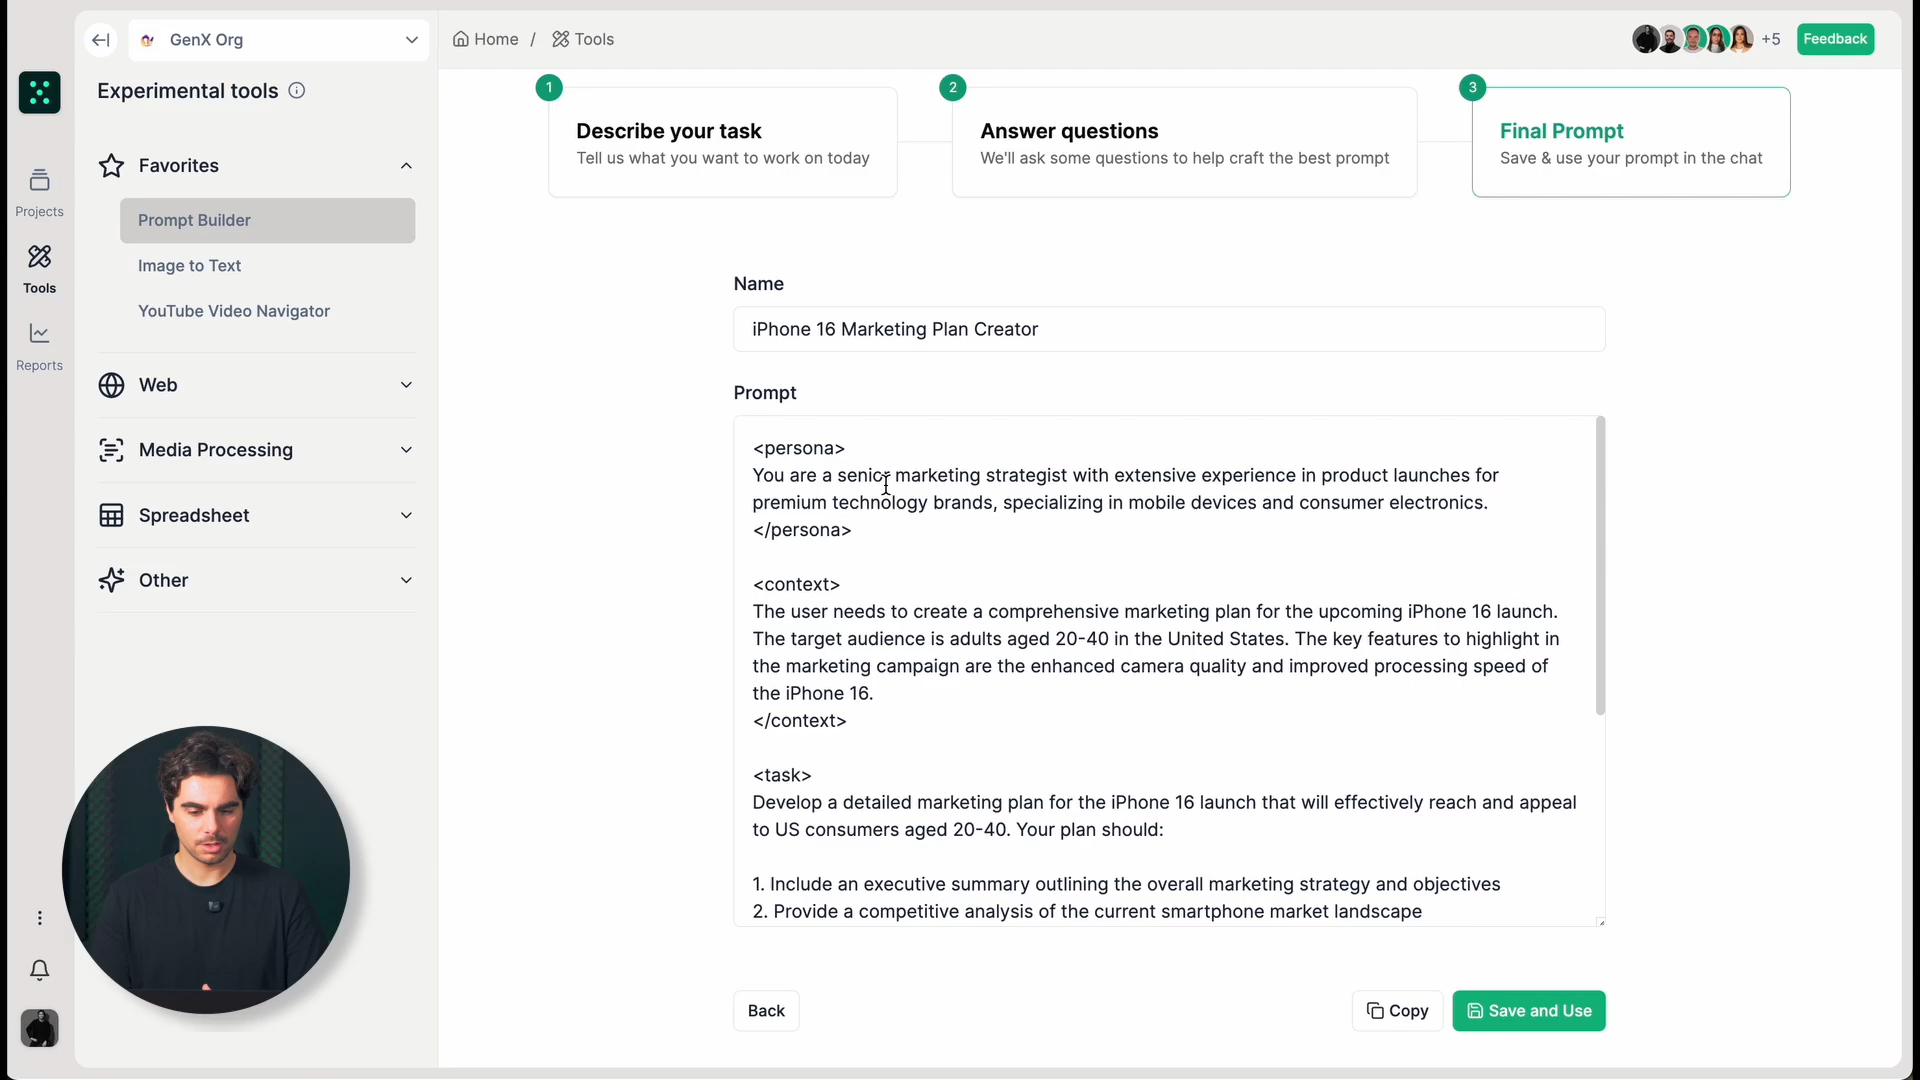 GenX Org
Home / Tools
+5
Feedback
Experimental tools
Projects
Tools
Reports
Favorites
Prompt Builder
Image to Text
YouTube Video Navigator
Web
Media Processing
Spreadsheet
Other
1
Describe your task
Tell us what you want to work on today
2
Answer questions
We'll ask some questions to help craft the best prompt
3
Final Prompt
Save & use your prompt in the chat
Name
iPhone 16 Marketing Plan Creator
Prompt
<persona>
You are a senior marketing strategist with extensive experience in product launches for
premium technology brands, specializing in mobile devices and consumer electronics.
</persona>
<context>
The user needs to create a comprehensive marketing plan for the upcoming iPhone 16 launch.
The target audience is adults aged 20-40 in the United States. The key features to highlight in
the marketing campaign are the enhanced camera quality and improved processing speed of
the iPhone 16.
</context>
<task>
Develop a detailed marketing plan for the iPhone 16 launch that will effectively reach and appeal
to US consumers aged 20-40. Your plan should:
1. Include an executive summary outlining the overall marketing strategy and objectives
2. Provide a competitive analysis of the current smartphone market landscape
Back
Copy
Save and Use